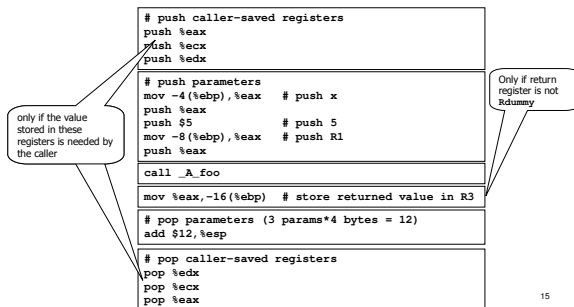 # push caller-saved registers
push %eax
push %ecx
push %edx
# push parameters
mov -4(%ebp),%eax # push x
push %eax
push $5 # push 5
mov -8(%ebp),%eax # push R1
push %eax
call _A_foo
mov %eax,-16(%ebp) # store returned value in R3
# pop parameters (3 params*4 bytes = 12)
add $12,%esp
# pop caller-saved registers
pop %edx
pop %ecx
pop %eax
only if the value
stored in these
registers is needed by
the caller
Only if return
register is not
Rdummy
15